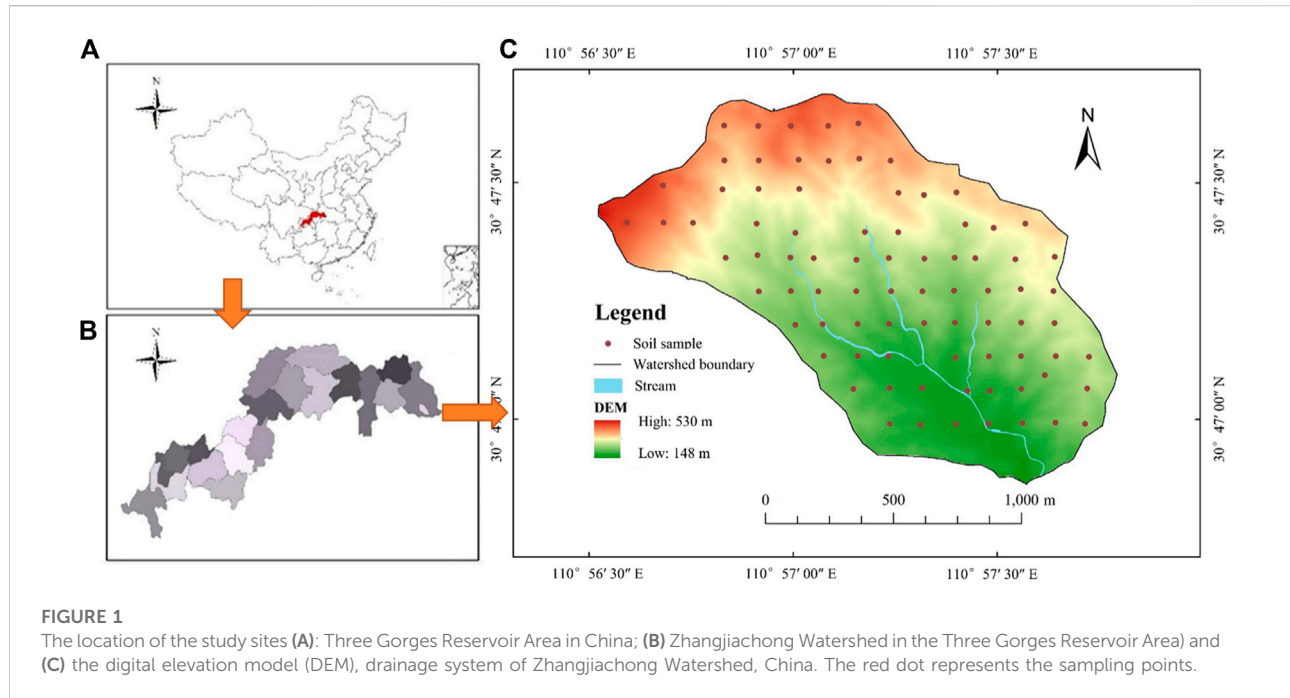 A
N
B
N
C
110° 56′ 30″ E
110° 57′ 00″ E
110° 57′ 30″ E
N
30° 47′ 30″ N
30° 47′ 30″ N
30° 47′ 00″ N
Legend
Soil sample
Watershed boundary
Stream
DEM
High: 530 m
Low: 148 m
0 500 1,000 m
110° 56′ 30″ E
110° 57′ 00″ E
110° 57′ 30″ E
FIGURE 1
The location of the study sites (A): Three Gorges Reservoir Area in China; (B) Zhangjiachong Watershed in the Three Gorges Reservoir Area) and
(C) the digital elevation model (DEM), drainage system of Zhangjiachong Watershed, China. The red dot represents the sampling points.